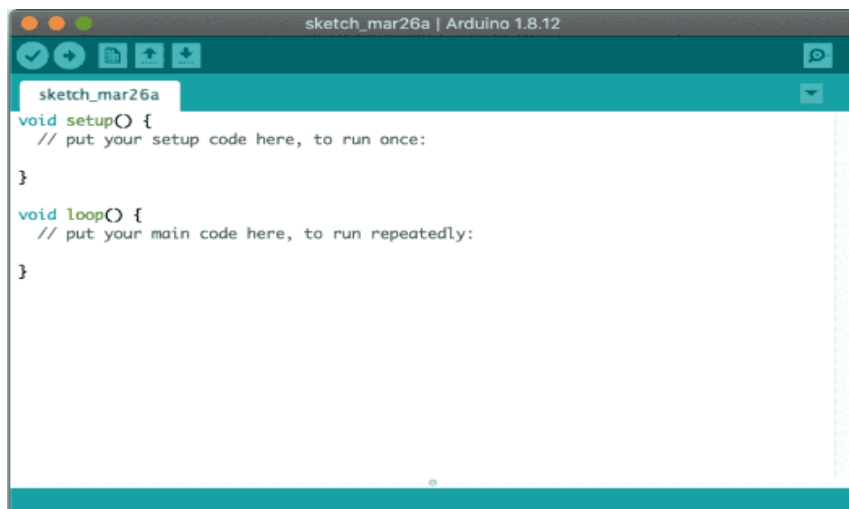 sketch_mar26a | Arduino 1.8.12
sketch_mar26a
void setup() {
  // put your setup code here, to run once:
}
void loop() {
  // put your main code here, to run repeatedly:
}